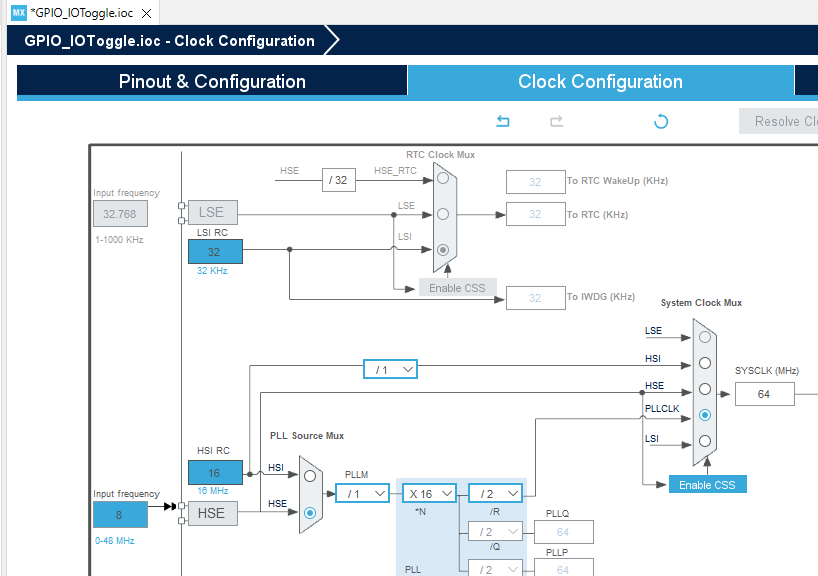 MX *GPIO_IOToggle.ioc
GPIO_IOToggle.ioc - Clock Configuration
Pinout & Configuration
Clock Configuration
Resolve Clo
RTC Clock Mux
HSE
/ 32
HSE_RTC
32
To RTC WakeUp (KHz)
Input frequency
32.768
1-1000 KHz
LSE
LSE
32
To RTC (KHz)
LSI RC
32
32 KHz
LSI
Enable CSS
32
To IWDG (KHz)
System Clock Mux
LSE
HSI
/ 1
SYSCLK (MHz)
HSE
64
PLLCLK
LSI
Enable CSS
PLL Source Mux
HSI RC
16
16 MHz
HSI
PLLM
/ 1
X 16
*N
/ 2
/R
Input frequency
8
0-48 MHz
HSE
HSE
PLLQ
/ 2
/Q
64
PLLP
PLL
/ 2
64